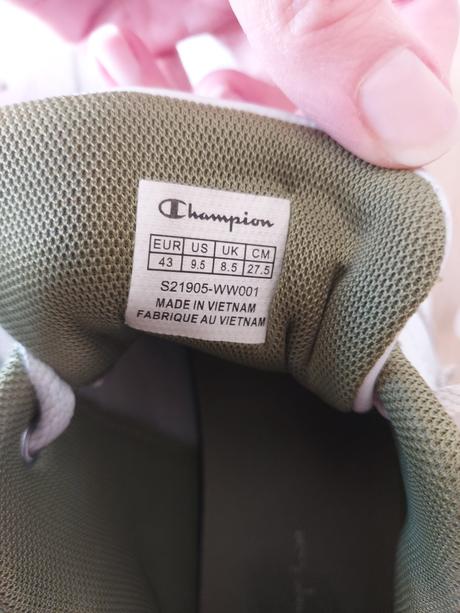 Champion
EUR US UK CM
43 9.5 8.5 27.5
S21905-WW001
MADE IN VIETNAM
FABRIQUE AU VIETNAM